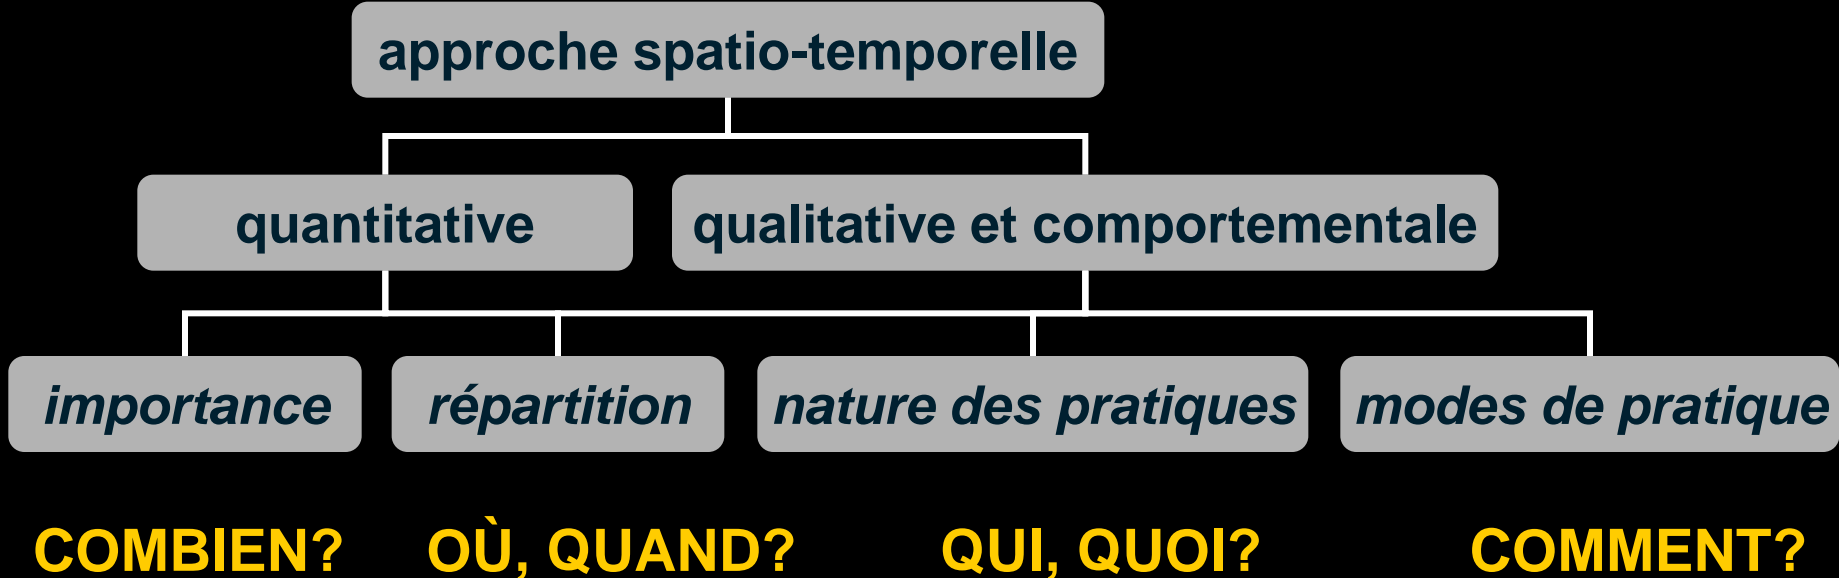 approche spatio-temporelle
quantitative
qualitative et comportementale
importance
répartition
nature des pratiques
modes de pratique
COMBIEN?
OÙ, QUAND?
QUI, QUOI?
COMMENT?